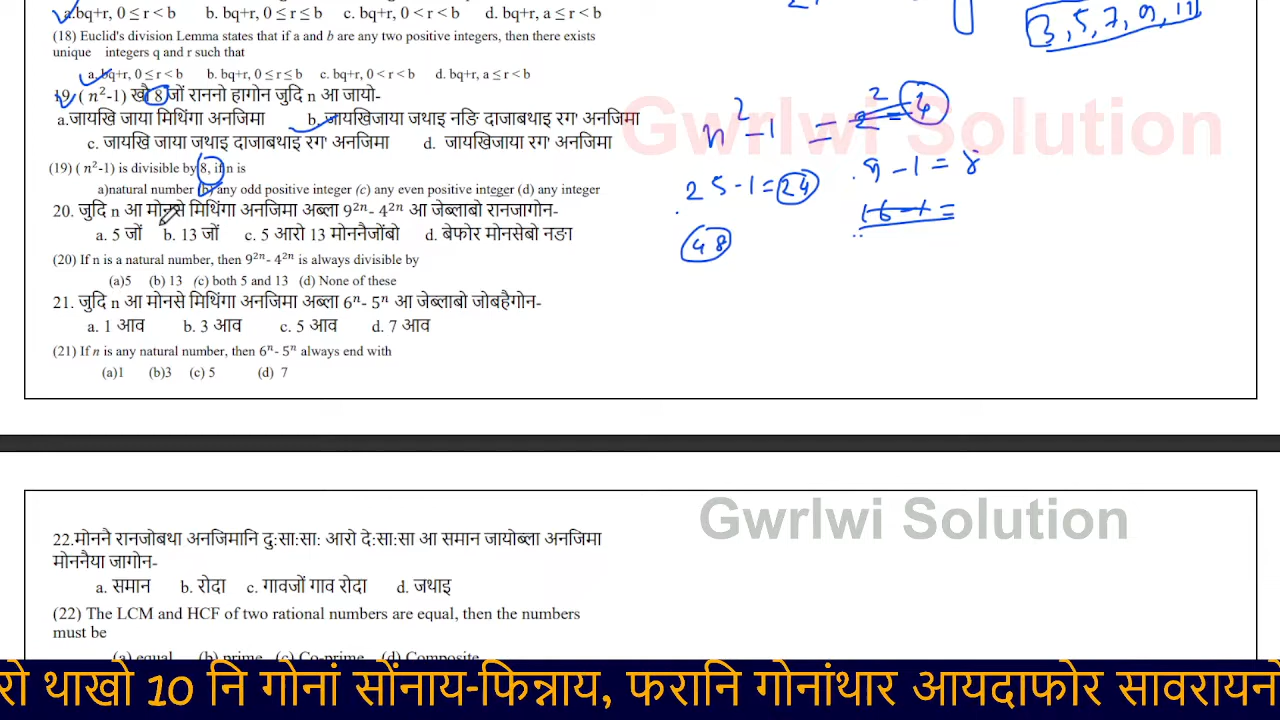 a.bq+r, 0 ≤ r < b b. bq+r, 0 ≤ r ≤ b c. bq+r, 0 < r < b d. bq+r, a ≤ r < b
(18) Euclid's division Lemma states that if a and b are any two positive integers, then there exists
unique integers q and r such that
a. bq+r, 0 ≤ r < b b. bq+r, 0 ≤ r ≤ b c. bq+r, 0 < r < b d. bq+r, a ≤ r < b
19. ( n²-1) खौ 8 जों राननो हागोन जुदि n आ जायो-
a.जायखि जाया मिथिंगा अनजिमा b. जायखिजाया जथाइ नङि दाजाबथाइ रग' अनजिमा
c. जायखि जाया जथाइ दाजाबथाइ रग' अनजिमा d. जायखिजाया रग' अनजिमा
(19) ( n²-1) is divisible by 8, if n is
a)natural number (b) any odd positive integer (c) any even positive integer (d) any integer
20. जुदि n आ मोनसे मिथिंगा अनजिमा अब्ला 9²ⁿ- 4²ⁿ आ जेब्लाबो रानजागोन-
a. 5 जों b. 13 जों c. 5 आरो 13 मोननैजोंबो d. बेफोर मोनसेबो नङा
(20) If n is a natural number, then 9²ⁿ- 4²ⁿ is always divisible by
(a)5 (b) 13 (c) both 5 and 13 (d) None of these
21. जुदि n आ मोनसे मिथिंगा अनजिमा अब्ला 6ⁿ- 5ⁿ आ जेब्लाबो जोबहैगोन-
a. 1 आव b. 3 आव c. 5 आव d. 7 आव
(21) If n is any natural number, then 6ⁿ- 5ⁿ always end with
(a)1 (b)3 (c) 5 (d) 7
3, 5, 7, 9, 11
Gwrlwi Solution
n²-1 =
9-1=8
25-1=24
16-1=
48
Gwrlwi Solution
22.मोननै रानजोबथा अनजिमानि दुः साः साः आरो देः साः सा आ समान जायोब्ला अनजिमा
मोननैया जागोन-
a. समान b. रोदा c. गावजों गाव रोदा d. जथाइ
(22) The LCM and HCF of two rational numbers are equal, then the numbers
must be
(a) equal (b) prime (c) Co-prime (d) Composite
रो थाखो 10 नि गोनां सोंनाय-फिन्नाय, फरानि गोनांथार आयदाफोर सावरायनो